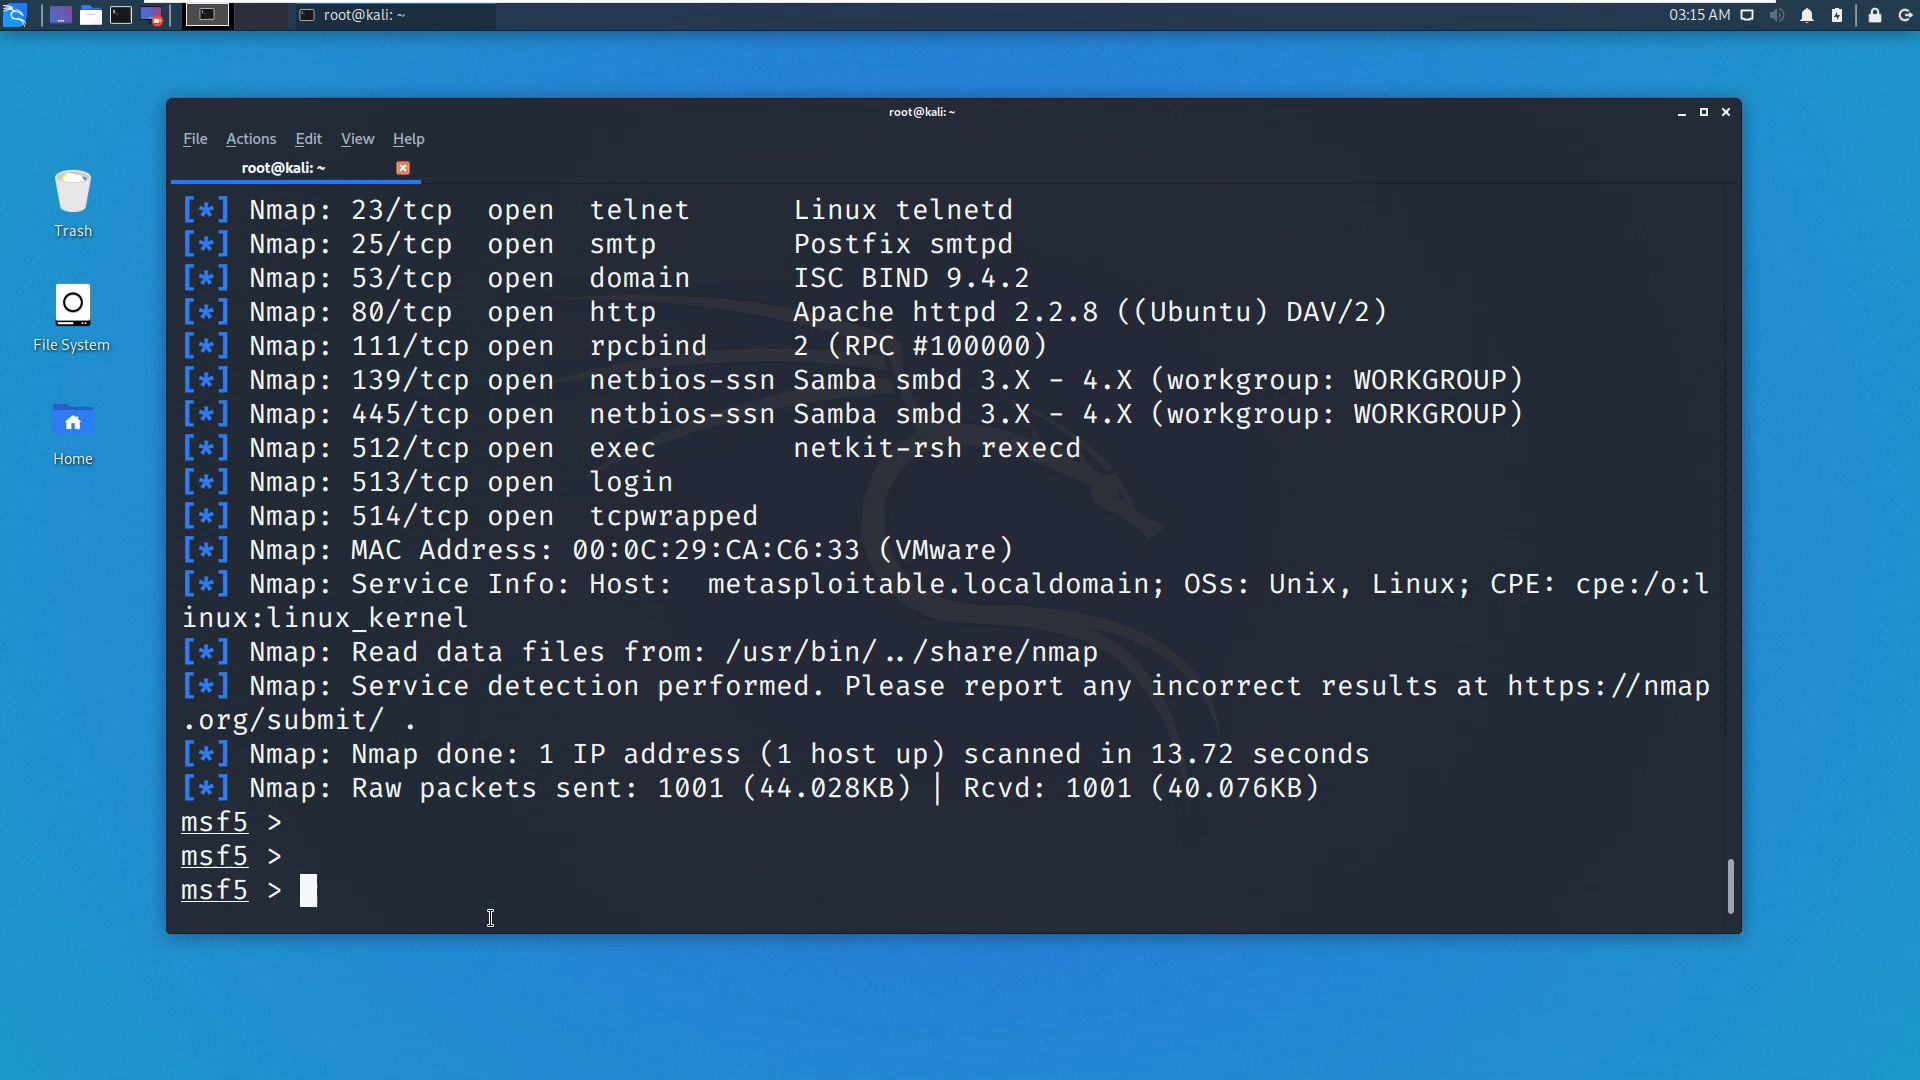 root@kali: ~
03:15 AM
root@kali: ~
File Actions Edit View Help
root@kali: ~
Trash
File System
Home
[*] Nmap: 23/tcp open telnet Linux telnetd
[*] Nmap: 25/tcp open smtp Postfix smtpd
[*] Nmap: 53/tcp open domain ISC BIND 9.4.2
[*] Nmap: 80/tcp open http Apache httpd 2.2.8 ((Ubuntu) DAV/2)
[*] Nmap: 111/tcp open rpcbind 2 (RPC #100000)
[*] Nmap: 139/tcp open netbios-ssn Samba smbd 3.X - 4.X (workgroup: WORKGROUP)
[*] Nmap: 445/tcp open netbios-ssn Samba smbd 3.X - 4.X (workgroup: WORKGROUP)
[*] Nmap: 512/tcp open exec netkit-rsh rexecd
[*] Nmap: 513/tcp open login
[*] Nmap: 514/tcp open tcpwrapped
[*] Nmap: MAC Address: 00:0C:29:CA:C6:33 (VMware)
[*] Nmap: Service Info: Host:  metasploitable.localdomain; OSs: Unix, Linux; CPE: cpe:/o:l
inux:linux_kernel
[*] Nmap: Read data files from: /usr/bin/../share/nmap
[*] Nmap: Service detection performed. Please report any incorrect results at https://nmap
.org/submit/ .
[*] Nmap: Nmap done: 1 IP address (1 host up) scanned in 13.72 seconds
[*] Nmap: Raw packets sent: 1001 (44.028KB) | Rcvd: 1001 (40.076KB)
msf5 >
msf5 >
msf5 >